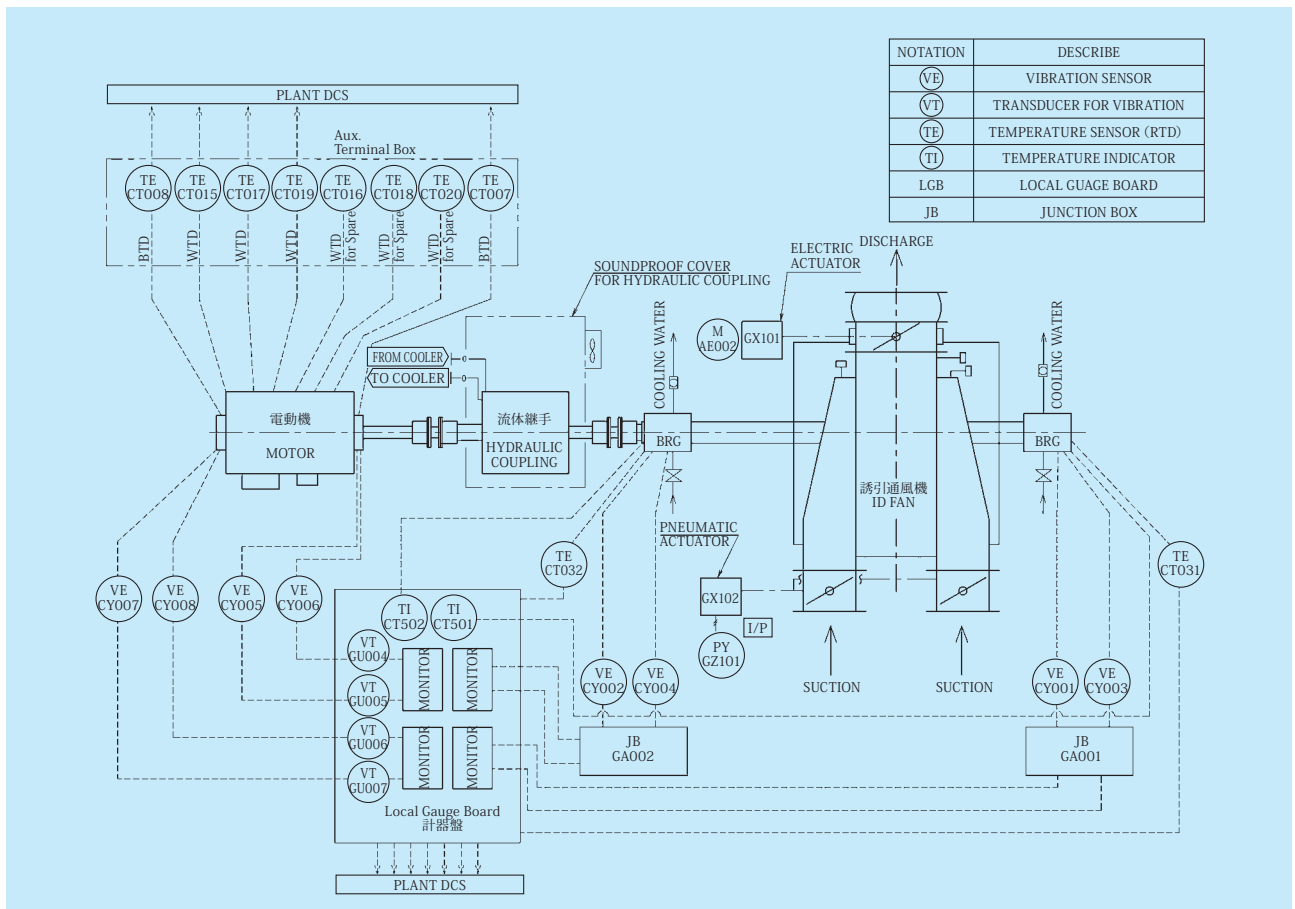 NOTATION DESCRIBE
VE VIBRATION SENSOR
VT TRANSDUCER FOR VIBRATION
TE TEMPERATURE SENSOR (RTD)
TI TEMPERATURE INDICATOR
LGB LOCAL GUAGE BOARD
JB JUNCTION BOX
PLANT DCS
Aux.
Terminal Box
TE
CT008
TE
CT015
TE
CT017
TE
CT019
TE
CT016
TE
CT018
TE
CT020
TE
CT007
BTD
WTD
WTD
WTD
WTD
for Spare
WTD
for Spare
WTD
for Spare
BTD
SOUNDPROOF COVER
FOR HYDRAULIC COUPLING
ELECTRIC
ACTUATOR
DISCHARGE
M
AE002
GX101
FROM COOLER
TO COOLER
COOLING WATER
COOLING WATER
電動機
MOTOR
流体継手
HYDRAULIC
COUPLING
BRG
BRG
誘引通風機
ID FAN
PNEUMATIC
ACTUATOR
GX102
I/P
PY
GZ101
SUCTION
SUCTION
TE
CT032
TE
CT031
VE
CY007
VE
CY008
VE
CY005
VE
CY006
TI
CT502
TI
CT501
VT
GU004
VT
GU005
VT
GU006
VT
GU007
MONITOR
MONITOR
MONITOR
MONITOR
VE
CY002
VE
CY004
VE
CY001
VE
CY003
JB
GA002
JB
GA001
Local Gauge Board
計器盤
PLANT DCS